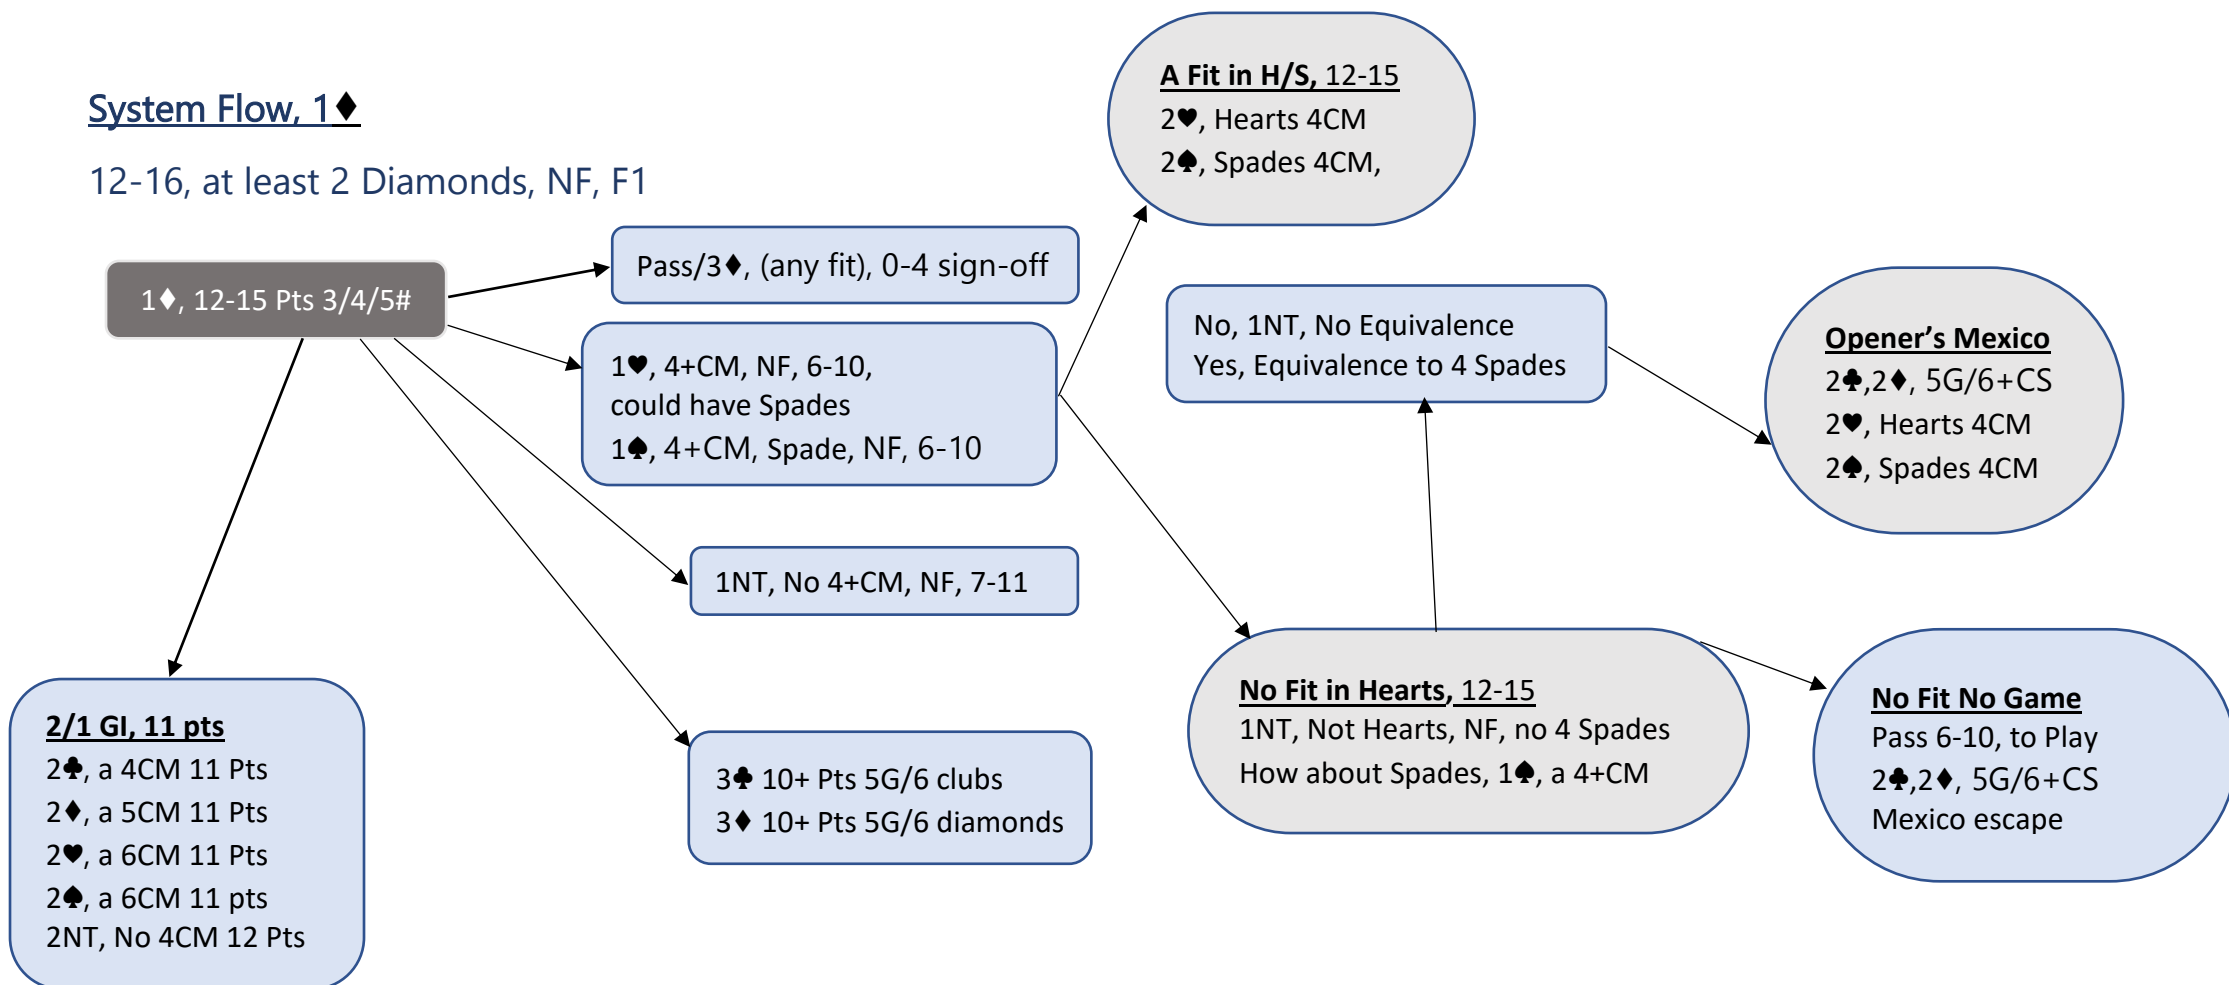 System Flow, 1♦
12-16, at least 2 Diamonds, NF, F1
1♦, 12-15 Pts 3/4/5#
Pass/3♦, (any fit), 0-4 sign-off
1♥, 4+CM, NF, 6-10,
could have Spades
1♠, 4+CM, Spade, NF, 6-10
1NT, No 4+CM, NF, 7-11
3♣ 10+ Pts 5G/6 clubs
3♦ 10+ Pts 5G/6 diamonds
2/1 GI, 11 pts
2♣, a 4CM 11 Pts
2♦, a 5CM 11 Pts
2♥, a 6CM 11 Pts
2♠, a 6CM 11 pts
2NT, No 4CM 12 Pts
A Fit in H/S, 12-15
2♥, Hearts 4CM
2♠, Spades 4CM,
No, 1NT, No Equivalence
Yes, Equivalence to 4 Spades
Opener’s Mexico
2♣,2♦, 5G/6+CS
2♥, Hearts 4CM
2♠, Spades 4CM
No Fit in Hearts, 12-15
1NT, Not Hearts, NF, no 4 Spades
How about Spades, 1♠, a 4+CM
No Fit No Game
Pass 6-10, to Play
2♣,2♦, 5G/6+CS
Mexico escape